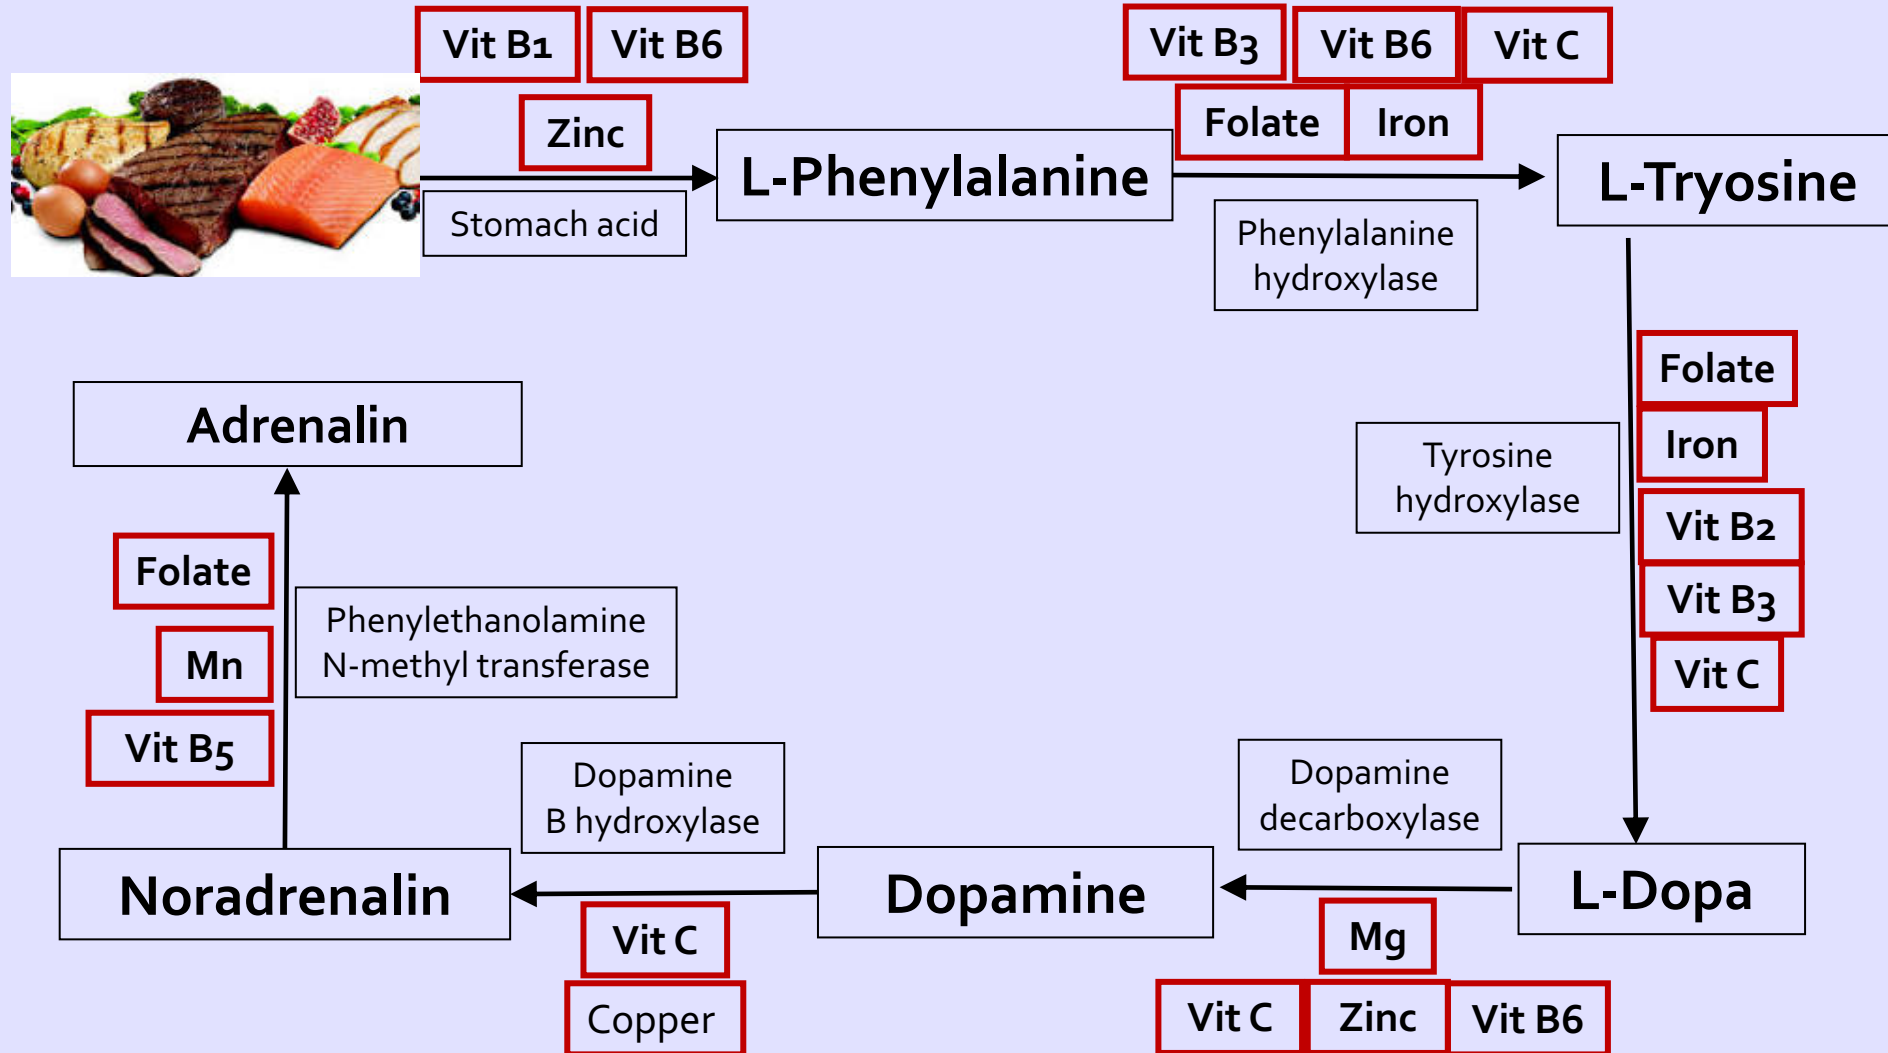 Vit B1
Vit B6
Zinc
Stomach acid
L-Phenylalanine
Vit B3
Vit B6
Vit C
Folate
Iron
Phenylalanine
hydroxylase
L-Tryosine
Folate
Iron
Vit B2
Vit B3
Vit C
Tyrosine
hydroxylase
L-Dopa
Dopamine
decarboxylase
Mg
Vit C
Zinc
Vit B6
Dopamine
Dopamine
B hydroxylase
Vit C
Copper
Noradrenalin
Folate
Mn
Vit B5
Phenylethanolamine
N-methyl transferase
Adrenalin